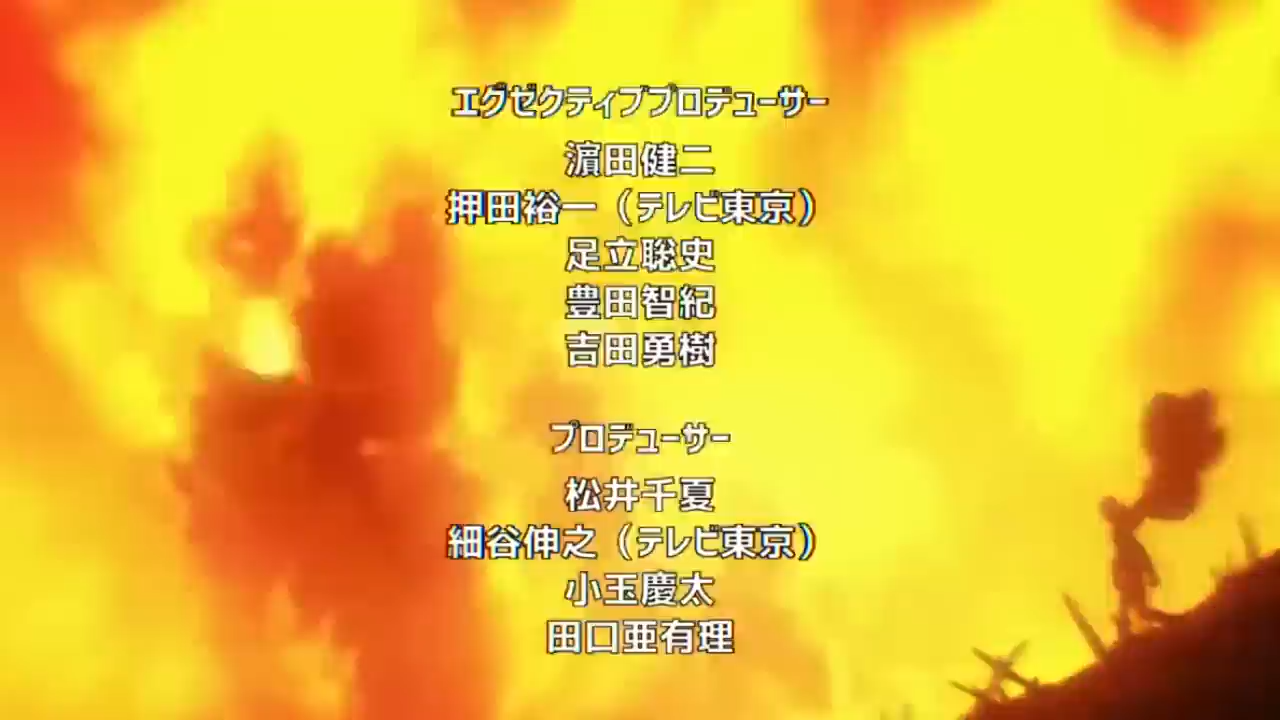 エグゼクティブプロデューサー
濵田健二
押田裕一（テレビ東京）
足立聡史
豊田智紀
吉田勇樹
プロデューサー
松井千夏
細谷伸之（テレビ東京）
小玉慶太
田口亜有理